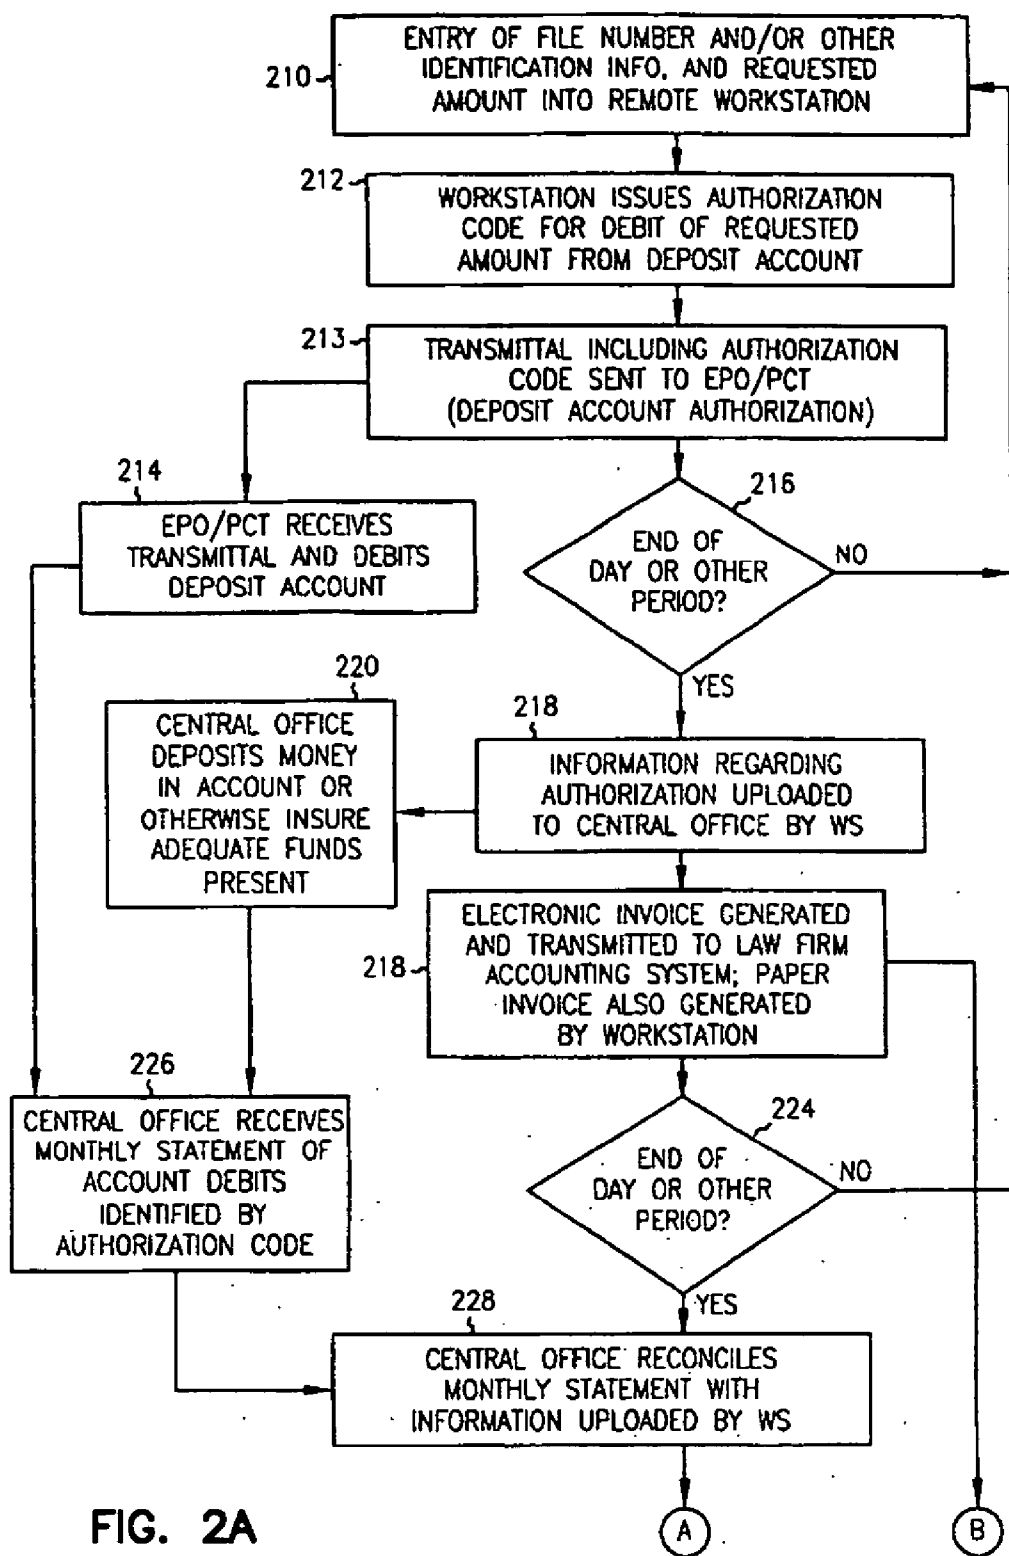 210
ENTRY OF FILE NUMBER AND/OR OTHER
IDENTIFICATION INFO, AND REQUESTED
AMOUNT INTO REMOTE WORKSTATION
212
WORKSTATION ISSUES AUTHORIZATION
CODE FOR DEBIT OF REQUESTED
AMOUNT FROM DEPOSIT ACCOUNT
213
TRANSMITTAL INCLUDING AUTHORIZATION
CODE SENT TO EPO/PCT
(DEPOSIT ACCOUNT AUTHORIZATION)
214
EPO/PCT RECEIVES
TRANSMITTAL AND DEBITS
DEPOSIT ACCOUNT
216
END OF
DAY OR OTHER
PERIOD?
NO
YES
220
CENTRAL OFFICE
DEPOSITS MONEY
IN ACCOUNT OR
OTHERWISE INSURE
ADEQUATE FUNDS
PRESENT
218
INFORMATION REGARDING
AUTHORIZATION UPLOADED
TO CENTRAL OFFICE BY WS
218
ELECTRONIC INVOICE GENERATED
AND TRANSMITTED TO LAW FIRM
ACCOUNTING SYSTEM; PAPER
INVOICE ALSO GENERATED
BY WORKSTATION
226
CENTRAL OFFICE RECEIVES
MONTHLY STATEMENT OF
ACCOUNT DEBITS
IDENTIFIED BY
AUTHORIZATION CODE
224
END OF
DAY OR OTHER
PERIOD?
NO
YES
228
CENTRAL OFFICE RECONCILES
MONTHLY STATEMENT WITH
INFORMATION UPLOADED BY WS
FIG. 2A
A
B